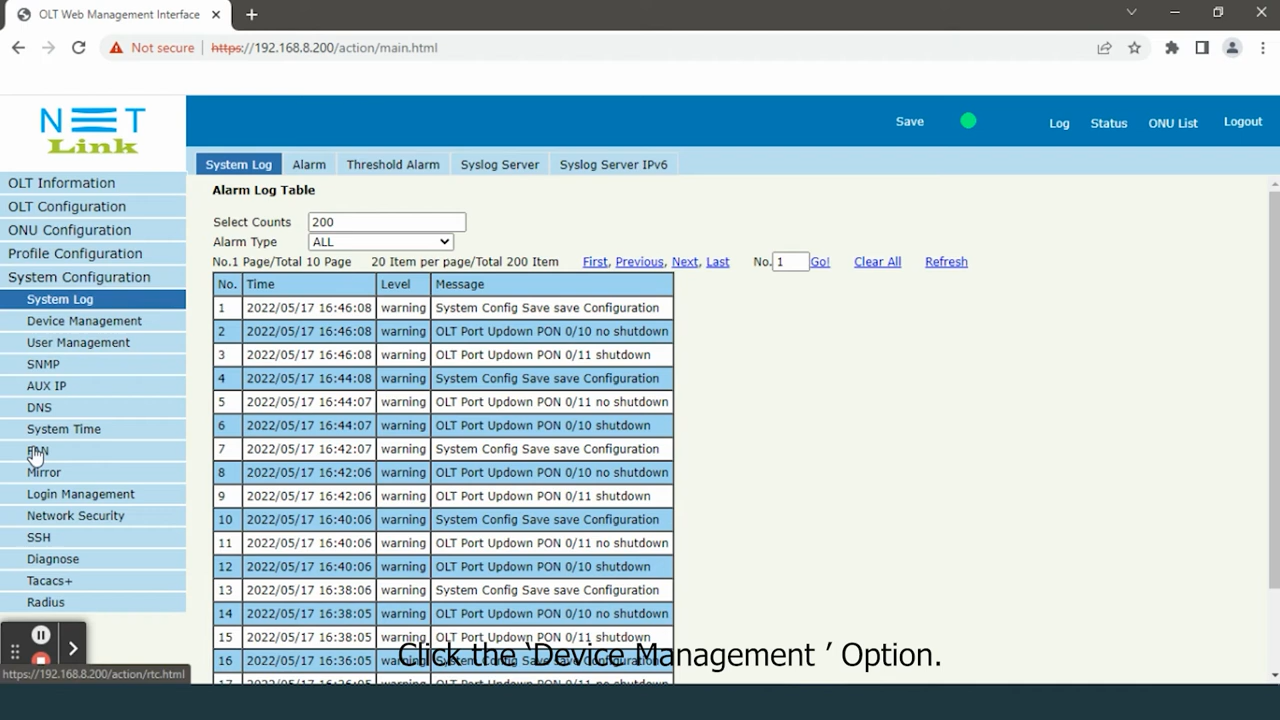 OLT Web Management Interface
Not secure https://192.168.8.200/action/main.html
NET
Link
Save
Log
Status
ONU List
Logout
System Log
Alarm
Threshold Alarm
Syslog Server
Syslog Server IPv6
OLT Information
OLT Configuration
ONU Configuration
Profile Configuration
System Configuration
System Log
Device Management
User Management
SNMP
AUX IP
DNS
System Time
FAN
Mirror
Login Management
Network Security
SSH
Diagnose
Tacacs+
Radius
Alarm Log Table
Select Counts 200
Alarm Type ALL
No.1 Page/Total 10 Page 20 Item per page/Total 200 Item First, Previous, Next, Last No. 1 Go! Clear All Refresh
No. Time Level Message
1 2022/05/17 16:46:08 warning System Config Save save Configuration
2 2022/05/17 16:46:08 warning OLT Port Updown PON 0/10 no shutdown
3 2022/05/17 16:46:08 warning OLT Port Updown PON 0/11 shutdown
4 2022/05/17 16:44:08 warning System Config Save save Configuration
5 2022/05/17 16:44:07 warning OLT Port Updown PON 0/11 no shutdown
6 2022/05/17 16:44:07 warning OLT Port Updown PON 0/10 shutdown
7 2022/05/17 16:42:07 warning System Config Save save Configuration
8 2022/05/17 16:42:06 warning OLT Port Updown PON 0/10 no shutdown
9 2022/05/17 16:42:06 warning OLT Port Updown PON 0/11 shutdown
10 2022/05/17 16:40:06 warning System Config Save save Configuration
11 2022/05/17 16:40:06 warning OLT Port Updown PON 0/11 no shutdown
12 2022/05/17 16:40:06 warning OLT Port Updown PON 0/10 shutdown
13 2022/05/17 16:38:06 warning System Config Save save Configuration
14 2022/05/17 16:38:05 warning OLT Port Updown PON 0/10 no shutdown
15 2022/05/17 16:38:05 warning OLT Port Updown PON 0/11 shutdown
16 2022/05/17 16:36:05 warning System Config Save save Configuration
Click the ‘Device Management ’ Option.
https://192.168.8.200/action/rtc.html